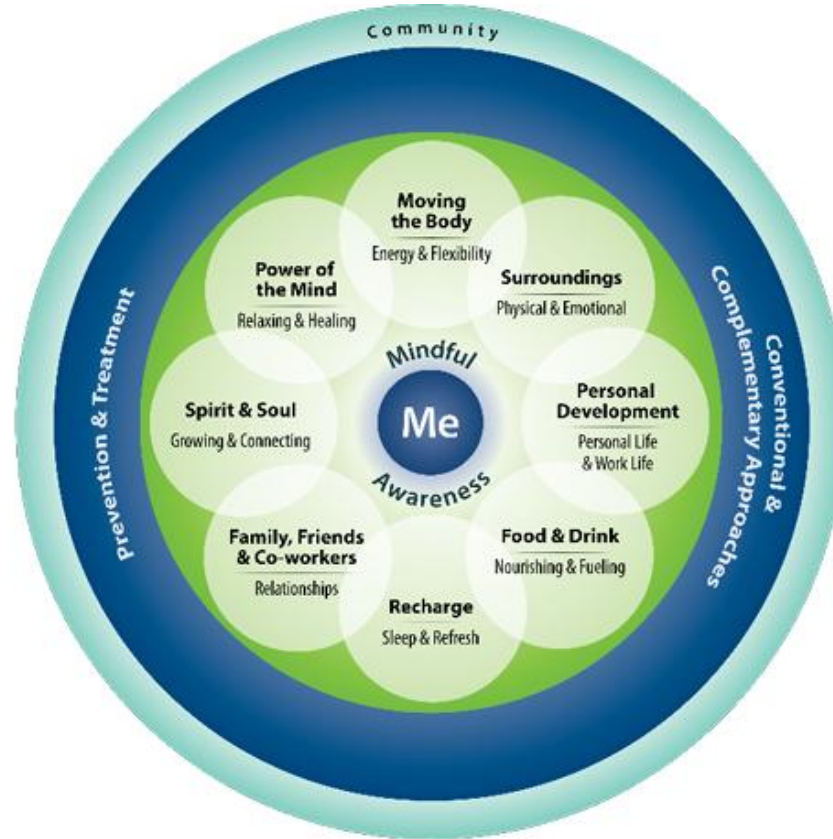 Community
Prevention & Treatment
Conventional &
Complementary Approaches
Moving
the Body
Energy & Flexibility
Surroundings
Physical & Emotional
Personal
Development
Personal Life
& Work Life
Food & Drink
Nourishing & Fueling
Recharge
Sleep & Refresh
Family, Friends
& Co-workers
Relationships
Spirit & Soul
Growing & Connecting
Power of
the Mind
Relaxing & Healing
Mindful
Me
Awareness